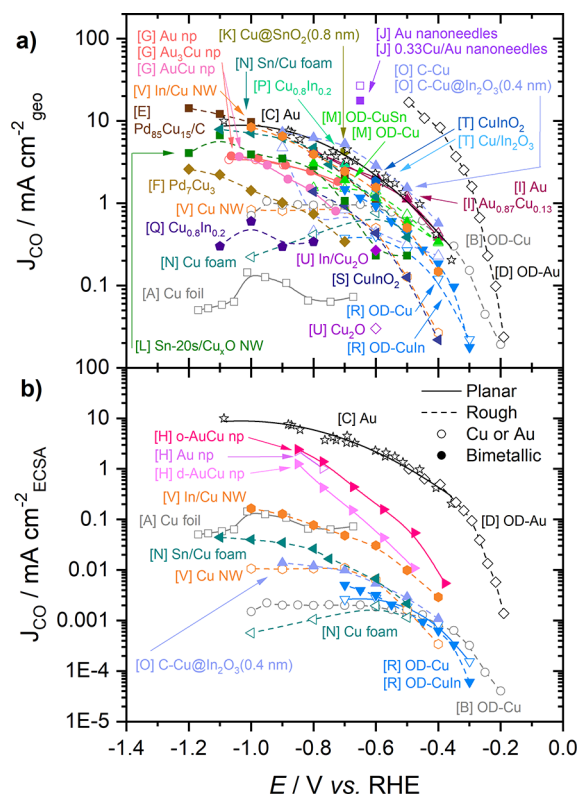 a)
[G] Au np
[G] Au3Cu np
[G] AuCu np
[K] Cu@SnO2(0.8 nm)
[J] Au nanoneedles
[J] 0.33Cu/Au nanoneedles
[N] Sn/Cu foam
[O] C-Cu
[O] C-Cu@In2O3(0.4 nm)
[V] In/Cu NW
[P] Cu0.8In0.2
[E]
Pd85Cu15/C
[C] Au
[M] OD-CuSn
[M] OD-Cu
[T] CuInO2
[T] Cu/In2O3
[F] Pd7Cu3
[I] Au
[I] Au0.87Cu0.13
[V] Cu NW
[Q] Cu0.8In0.2
[B] OD-Cu
[N] Cu foam
[U] In/Cu2O
[D] OD-Au
[S] CuInO2
[A] Cu foil
[R] OD-Cu
[U] Cu2O
[R] OD-CuIn
[L] Sn-20s/CuxO NW
100
10
1
0.1
JCO / mA cm-2 geo
b)
Planar
Rough
Cu or Au
Bimetallic
[C] Au
[H] o-AuCu np
[H] Au np
[H] d-AuCu np
[V] In/Cu NW
[A] Cu foil
[D] OD-Au
[N] Sn/Cu foam
[V] Cu NW
[N] Cu foam
[O] C-Cu@In2O3(0.4 nm)
[R] OD-Cu
[R] OD-CuIn
[B] OD-Cu
100
10
1
0.1
0.01
0.001
1E-4
1E-5
JCO / mA cm-2 ECSA
-1.4 -1.2 -1.0 -0.8 -0.6 -0.4 -0.2 0.0
E / V vs. RHE